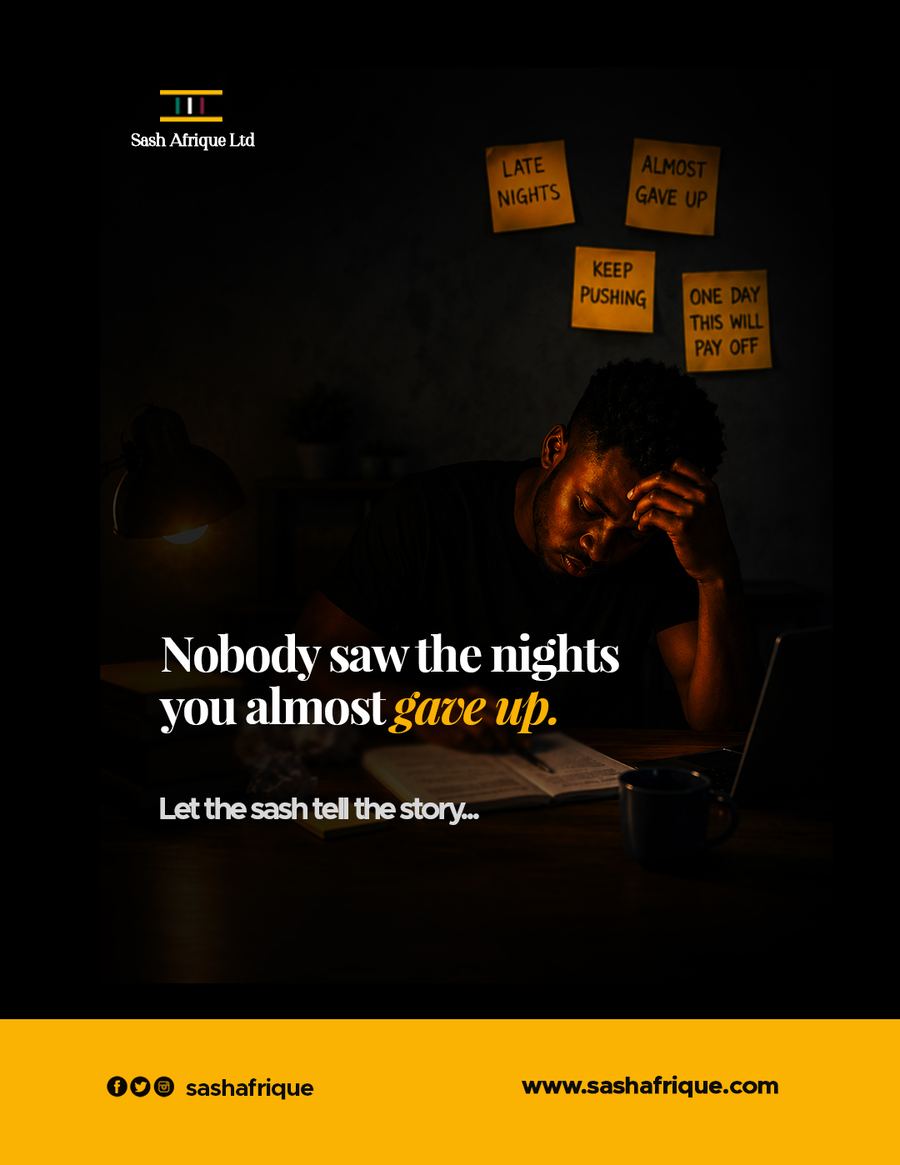 Sash Afrique Ltd
LATE
NIGHTS
ALMOST
GAVE UP
KEEP
PUSHING
ONE DAY
THIS WILL
PAY OFF
Nobody saw the nights
you almost gave up.
Let the sash tell the story...
sashafrique
www.sashafrique.com